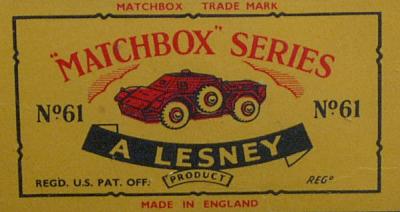 MATCHBOX TRADE MARK
"MATCHBOX" SERIES
Nº61 Nº61
A LESNEY
PRODUCT
REGD. U.S. PAT. OFF. REGº
MADE IN ENGLAND